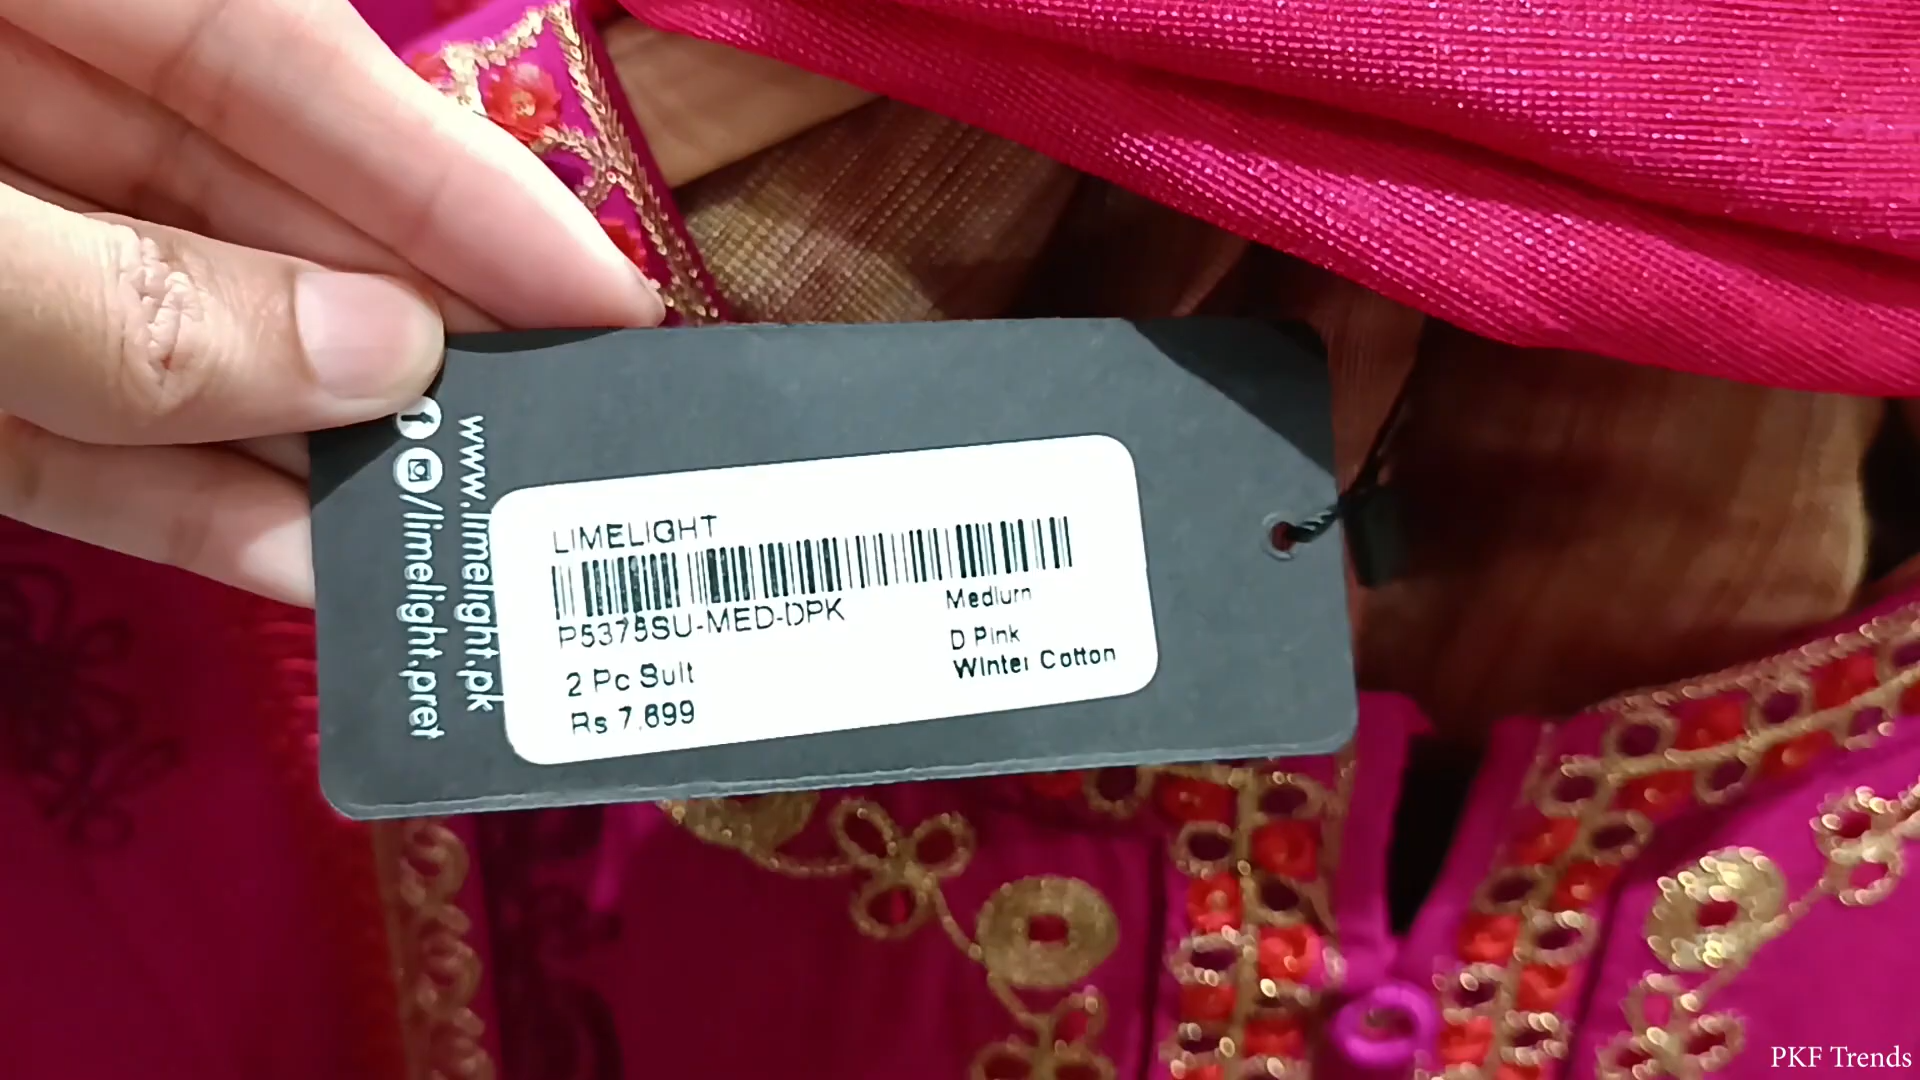 www.limelight.pk
/limelight.pret
LIMELIGHT
P5375SU-MED-DPK
Medium
D Pink
2 Pc Suit
Winter Cotton
Rs 7,699
PKF Trends